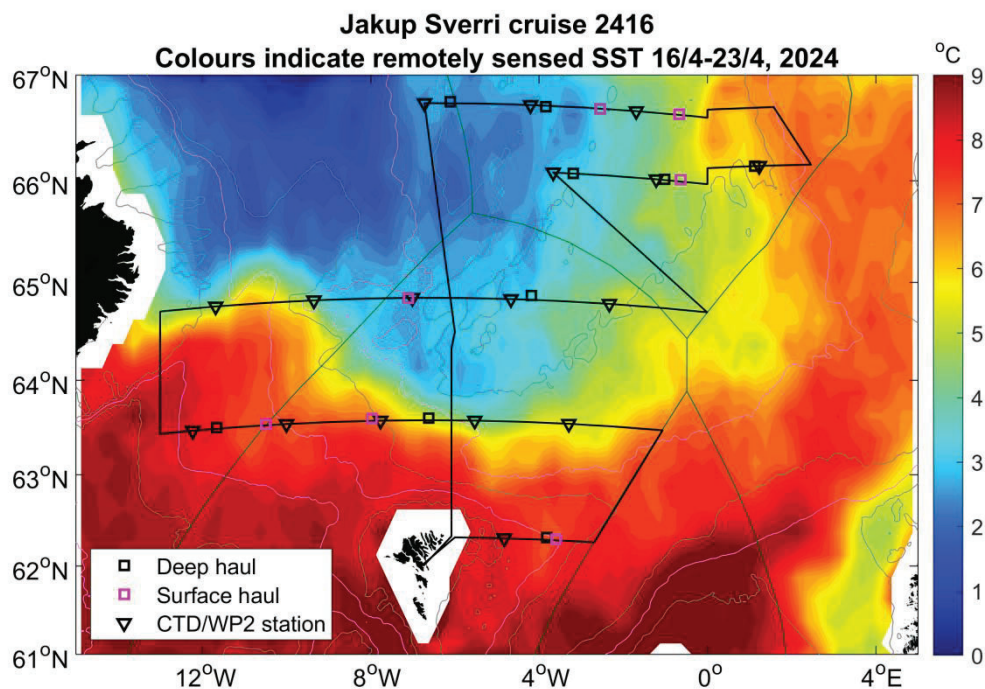 Jakup Sverri cruise 2416
Colours indicate remotely sensed SST 16/4-23/4, 2024
°C
67°N
66°N
65°N
64°N
63°N
62°N
61°N
12°W
8°W
4°W
0°
4°E
Deep haul
Surface haul
CTD/WP2 station
9
8
7
6
5
4
3
2
1
0